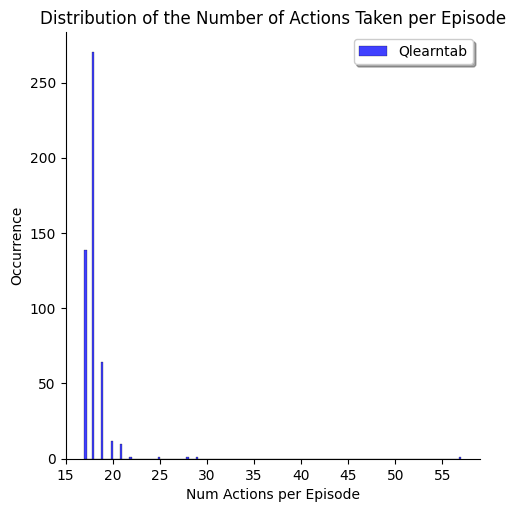 Distribution of the Number of Actions Taken per Episode
Qlearntab
Occurrence
250
200
150
100
50
0
15 20 25 30 35 40 45 50 55
Num Actions per Episode